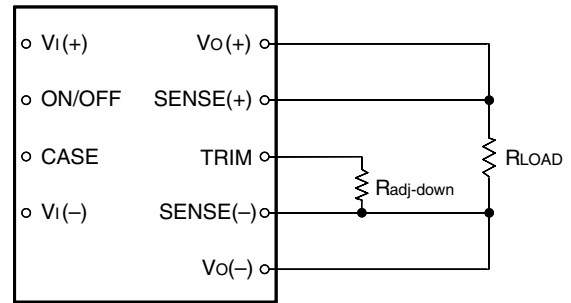 VI(+) VO(+)
ON/OFF SENSE(+)
CASE TRIM
RLOAD
Radj-down
VI(–) SENSE(–)
VO(–)